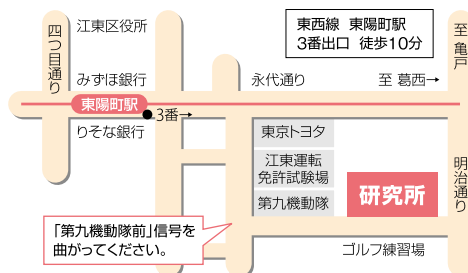 四つ目通り
江東区役所
東西線 東陽町駅
3番出口 徒歩10分
至 亀戸
みずほ銀行
永代通り
至 葛西→
東陽町駅
3番→
りそな銀行
東京トヨタ
江東運転
免許試験場
第九機動隊
研究所
明治通り
「第九機動隊前」信号を
曲がってください。
ゴルフ練習場